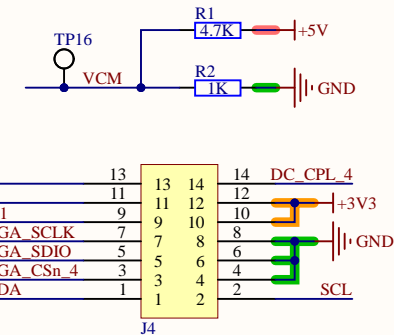 R1
4.7K
+5V
TP16
VCM
R2
1K
GND
13 13 14 14 DC_CPL_4
11 11 12 12
+3V3
1 9 9 10 10
GA_SCLK 7 7 8 8
GND
GA_SDIO 5 5 6 6
GA_CSn_4 3 3 4 4
DA 1 1 2 2 SCL
J4